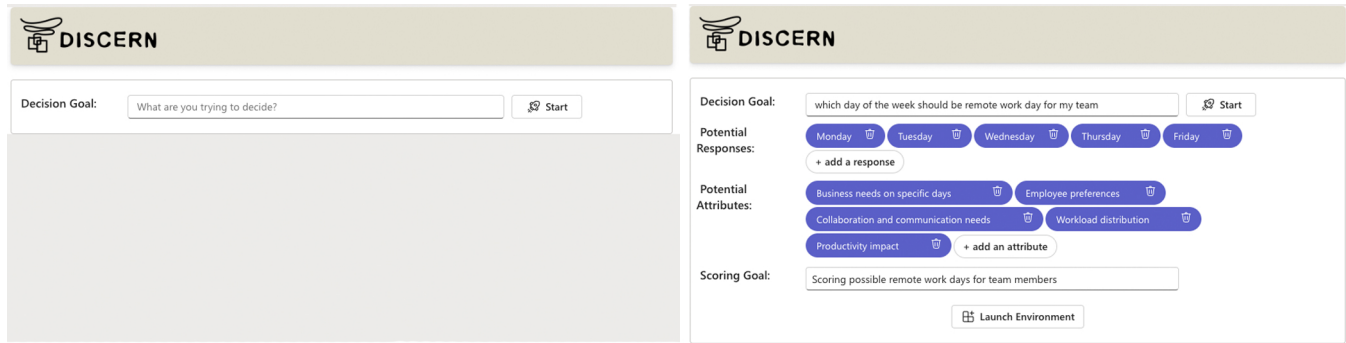 DISCERN
Decision Goal: What are you trying to decide? Start
DISCERN
Decision Goal: which day of the week should be remote work day for my team Start
Potential Responses: Monday Tuesday Wednesday Thursday Friday
+ add a response
Potential Attributes: Business needs on specific days Employee preferences
Collaboration and communication needs Workload distribution
Productivity impact + add an attribute
Scoring Goal: Scoring possible remote work days for team members
Launch Environment